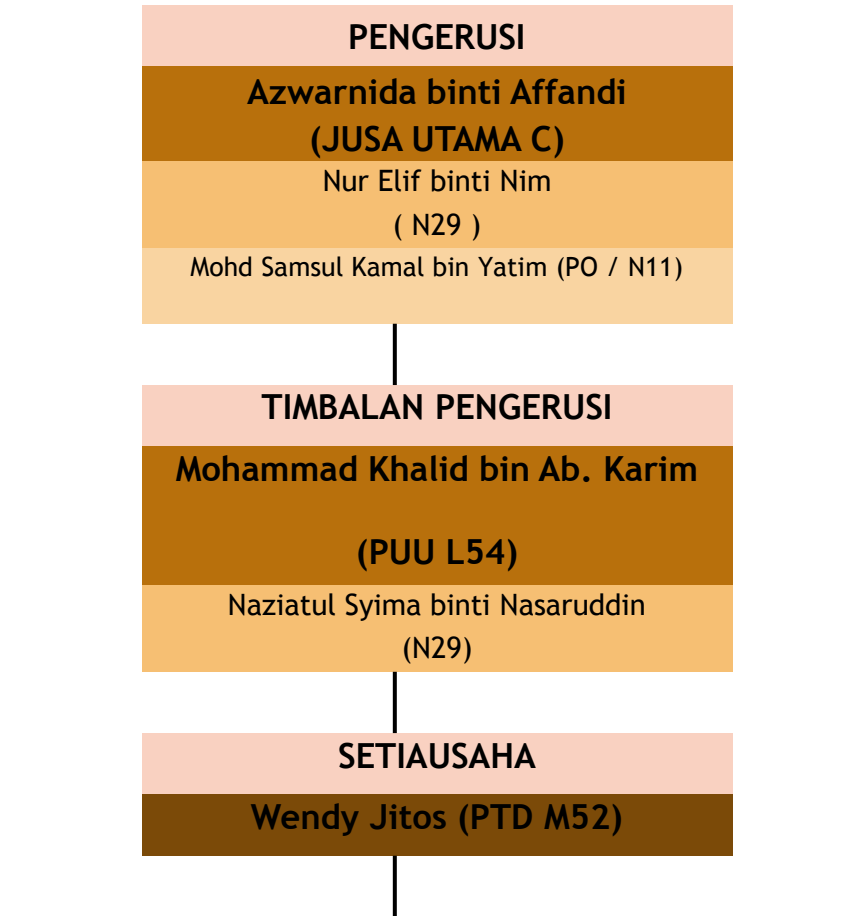 PENGERUSI
Azwarnida binti Affandi
(JUSA UTAMA C)
Nur Elif binti Nim
( N29 )
Mohd Samsul Kamal bin Yatim (PO / N11)
TIMBALAN PENGERUSI
Mohammad Khalid bin Ab. Karim
(PUU L54)
Naziatul Syima binti Nasaruddin
(N29)
SETIAUSAHA
Wendy Jitos (PTD M52)